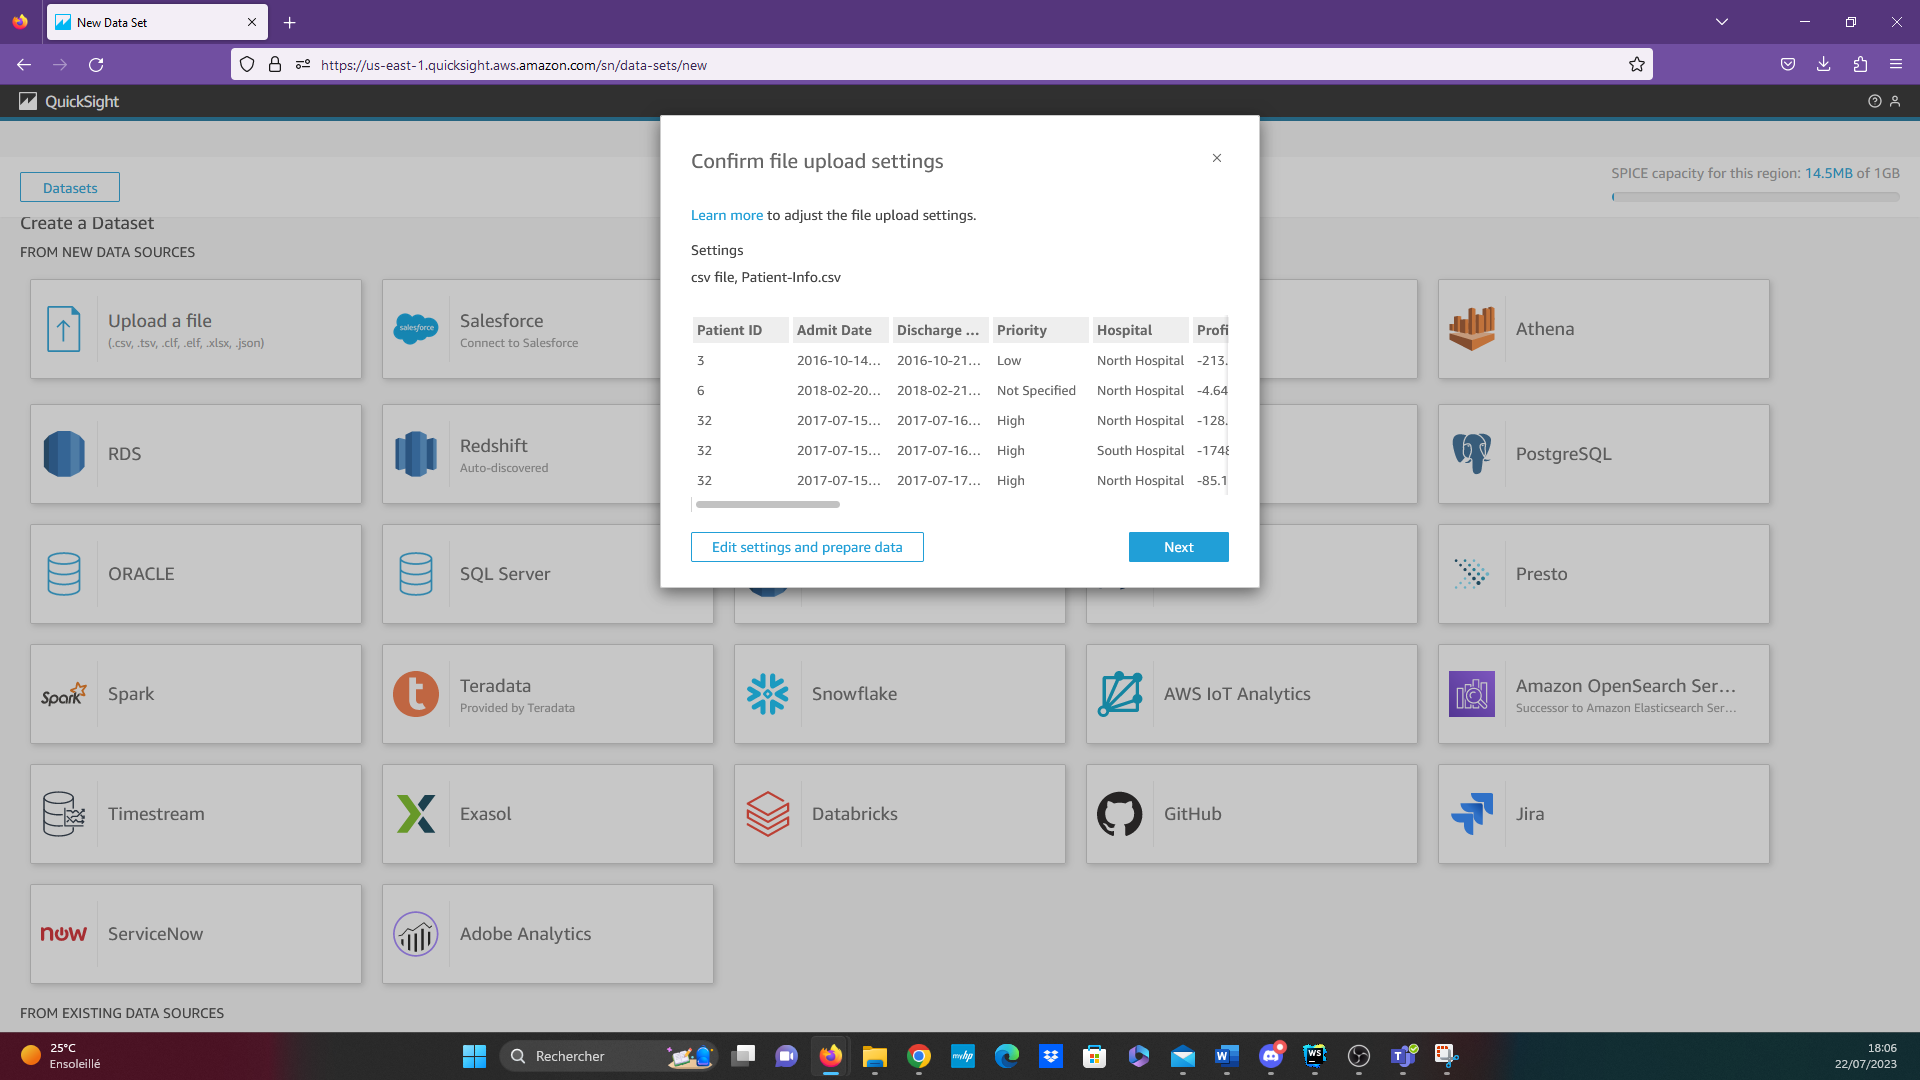 New Data Set
https://us-east-1.quicksight.aws.amazon.com/sn/data-sets/new
QuickSight
Datasets
SPICE capacity for this region: 14.5MB of 1GB
Create a Dataset
FROM NEW DATA SOURCES
Confirm file upload settings
Learn more to adjust the file upload settings.
Settings
csv file, Patient-Info.csv
Patient ID Admit Date Discharge ... Priority Hospital Profi
3 2016-10-14... 2016-10-21... Low North Hospital -213.
6 2018-02-20... 2018-02-21... Not Specified North Hospital -4.64
32 2017-07-15... 2017-07-16... High North Hospital -128.
32 2017-07-15... 2017-07-16... High South Hospital -1748
32 2017-07-15... 2017-07-17... High North Hospital -85.1
Edit settings and prepare data
Next
Upload a file
(.csv, .tsv, .clf, .elf, .xlsx, .json)
salesforce
Salesforce
Connect to Salesforce
Athena
RDS
Redshift
Auto-discovered
PostgreSQL
ORACLE
SQL Server
Presto
Spark
Spark
Teradata
Provided by Teradata
Snowflake
AWS IoT Analytics
Amazon OpenSearch Ser...
Successor to Amazon Elasticsearch Ser...
Timestream
Exasol
Databricks
GitHub
Jira
now
ServiceNow
Adobe Analytics
FROM EXISTING DATA SOURCES
25°C
Ensoleillé
Rechercher
myhp
W
WS
T
18:06
22/07/2023